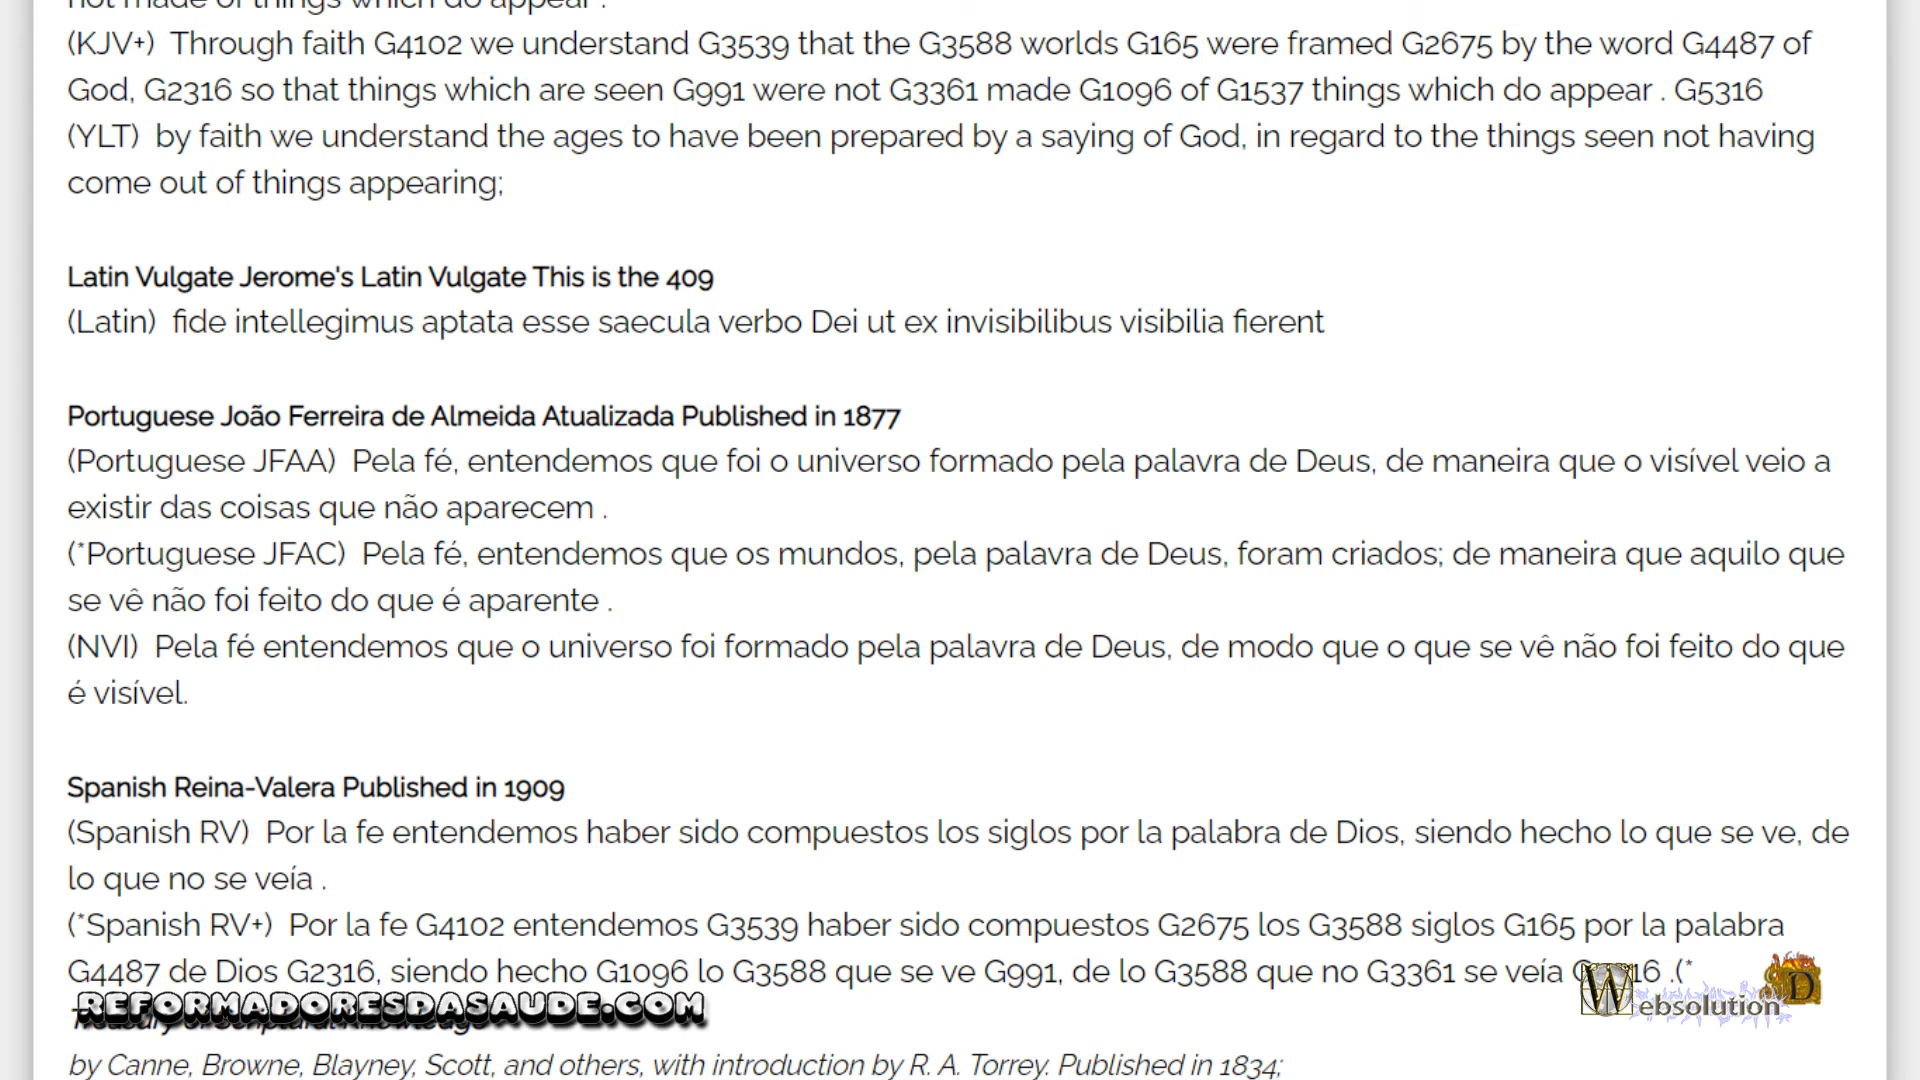 not made of things which do appear .
(KJV+) Through faith G4102 we understand G3539 that the G3588 worlds G165 were framed G2675 by the word G4487 of
God, G2316 so that things which are seen G991 were not G3361 made G1096 of G1537 things which do appear . G5316
(YLT) by faith we understand the ages to have been prepared by a saying of God, in regard to the things seen not having
come out of things appearing;
Latin Vulgate Jerome's Latin Vulgate This is the 409
(Latin) fide intellegimus aptata esse saecula verbo Dei ut ex invisibilibus visibilia fierent
Portuguese João Ferreira de Almeida Atualizada Published in 1877
(Portuguese JFAA) Pela fé, entendemos que foi o universo formado pela palavra de Deus, de maneira que o visível veio a
existir das coisas que não aparecem .
(*Portuguese JFAC) Pela fé, entendemos que os mundos, pela palavra de Deus, foram criados; de maneira que aquilo que
se vê não foi feito do que é aparente .
(NVI) Pela fé entendemos que o universo foi formado pela palavra de Deus, de modo que o que se vê não foi feito do que
é visível.
Spanish Reina-Valera Published in 1909
(Spanish RV) Por la fe entendemos haber sido compuestos los siglos por la palabra de Dios, siendo hecho lo que se ve, de
lo que no se veía .
(*Spanish RV+) Por la fe G4102 entendemos G3539 haber sido compuestos G2675 los G3588 siglos G165 por la palabra
G4487 de Dios G2316, siendo hecho G1096 lo G3588 que se ve G991, de lo G3588 que no G3361 se veía .(*
REFORMADORESDASAUDE.COM
Websolution D
Treasury of Scriptural Knowledge
by Canne, Browne, Blayney, Scott, and others, with introduction by R. A. Torrey. Published in 1834;